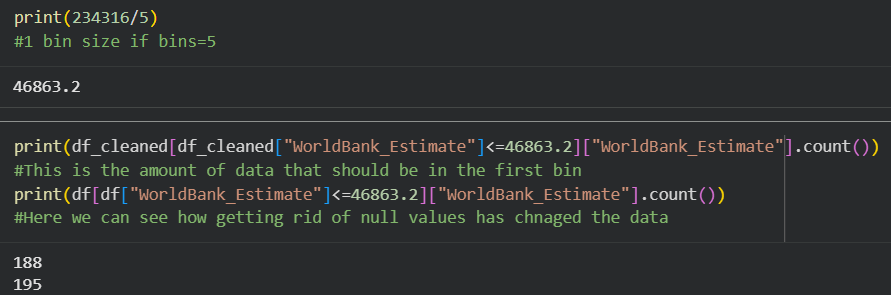 print(234316/5)
#1 bin size if bins=5
46863.2
print(df_cleaned[df_cleaned["WorldBank_Estimate"]<=46863.2]["WorldBank_Estimate"].count())
#This is the amount of data that should be in the first bin
print(df[df["WorldBank_Estimate"]<=46863.2]["WorldBank_Estimate"].count())
#Here we can see how getting rid of null values has chnaged the data
188
195